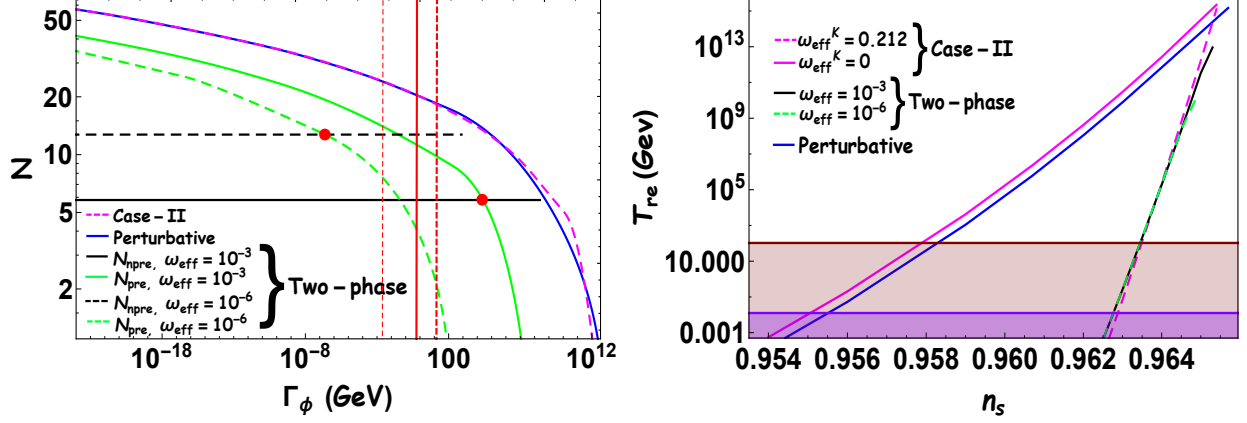 50
20
10
5
2
N
Case – II
Perturbative
N_npre, ω_eff = 10^-3
N_pre, ω_eff = 10^-3
N_npre, ω_eff = 10^-6
N_pre, ω_eff = 10^-6
Two – phase
10^-18
10^-8
100
10^12
Γ_ϕ (GeV)
10^13
10^9
10^5
10.000
0.001
T_re (Gev)
ω_eff^K = 0.212
ω_eff^K = 0
Case – II
ω_eff = 10^-3
ω_eff = 10^-6
Two – phase
Perturbative
0.954
0.956
0.958
0.960
0.962
0.964
n_s